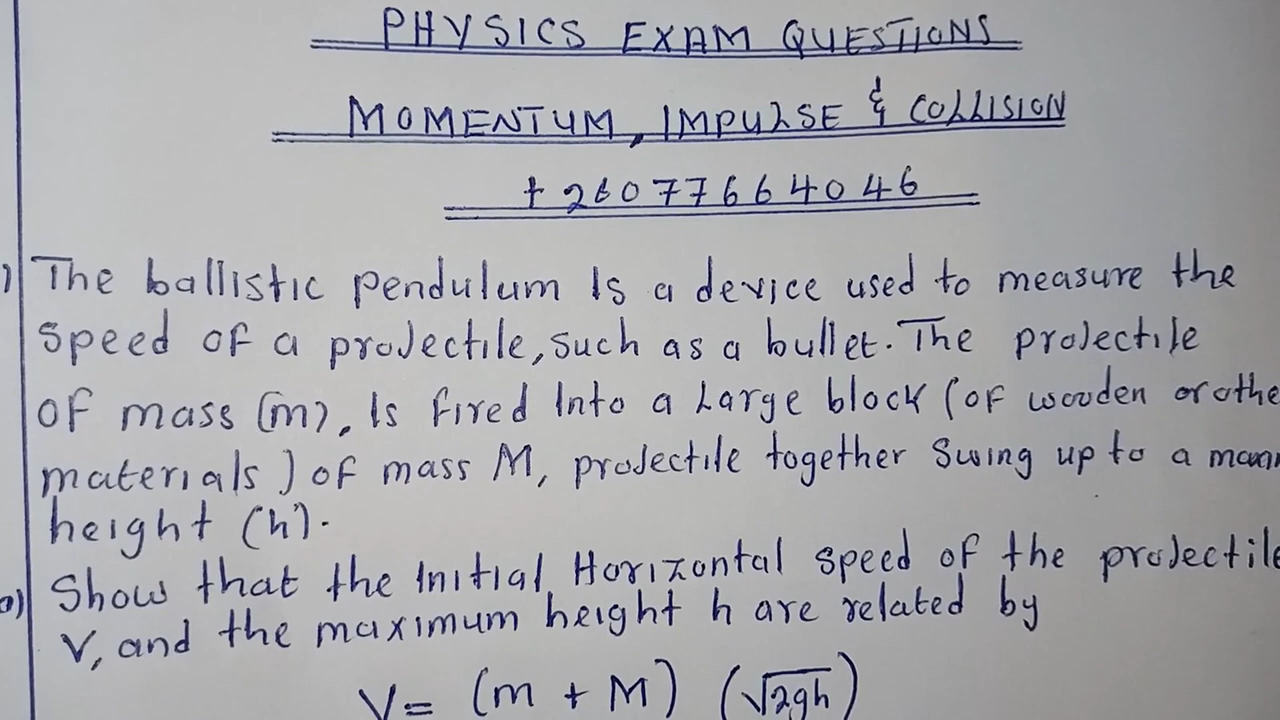 PHYSICS EXAM QUESTIONS
MOMENTUM, IMPULSE & COLLISION
+260776664046
1) The ballistic pendulum is a device used to measure the
speed of a projectile, such as a bullet. The projectile
of mass (m), is fired into a large block (of wooden or othe
materials) of mass M, projectile together swing up to a
height (h).
a) Show that the initial Horizontal speed of the projectile
V, and the maximum height h are related by
V= (m + M) (√2gh)